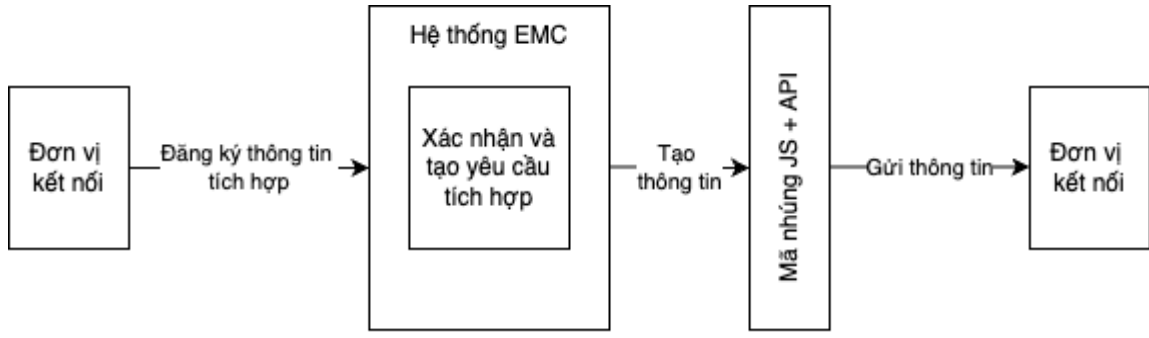 Đơn vị
kết nối
Đăng ký thông tin
tích hợp
Hệ thống EMC
Xác nhận và
tạo yêu cầu
tích hợp
Tạo
thông tin
Mã nhúng JS + API
Gửi thông tin
Đơn vị
kết nối